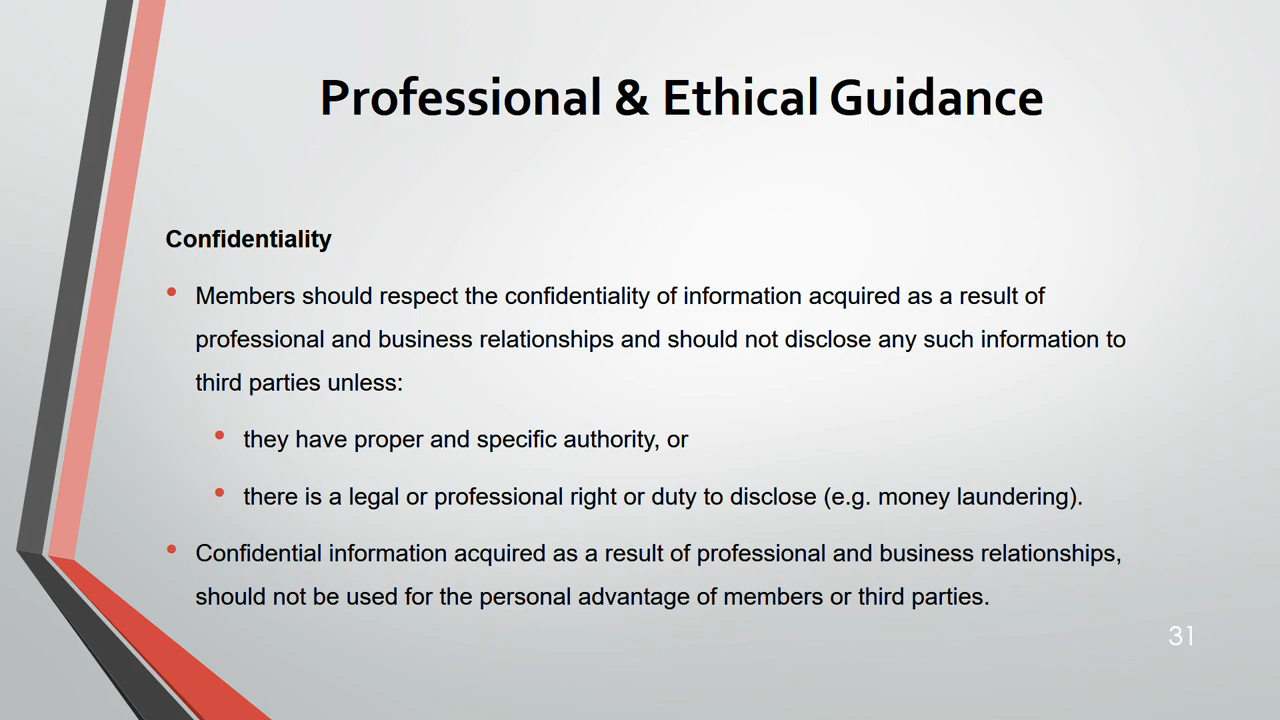 Professional & Ethical Guidance
Confidentiality
• Members should respect the confidentiality of information acquired as a result of
professional and business relationships and should not disclose any such information to
third parties unless:
• they have proper and specific authority, or
• there is a legal or professional right or duty to disclose (e.g. money laundering).
• Confidential information acquired as a result of professional and business relationships,
should not be used for the personal advantage of members or third parties.
31